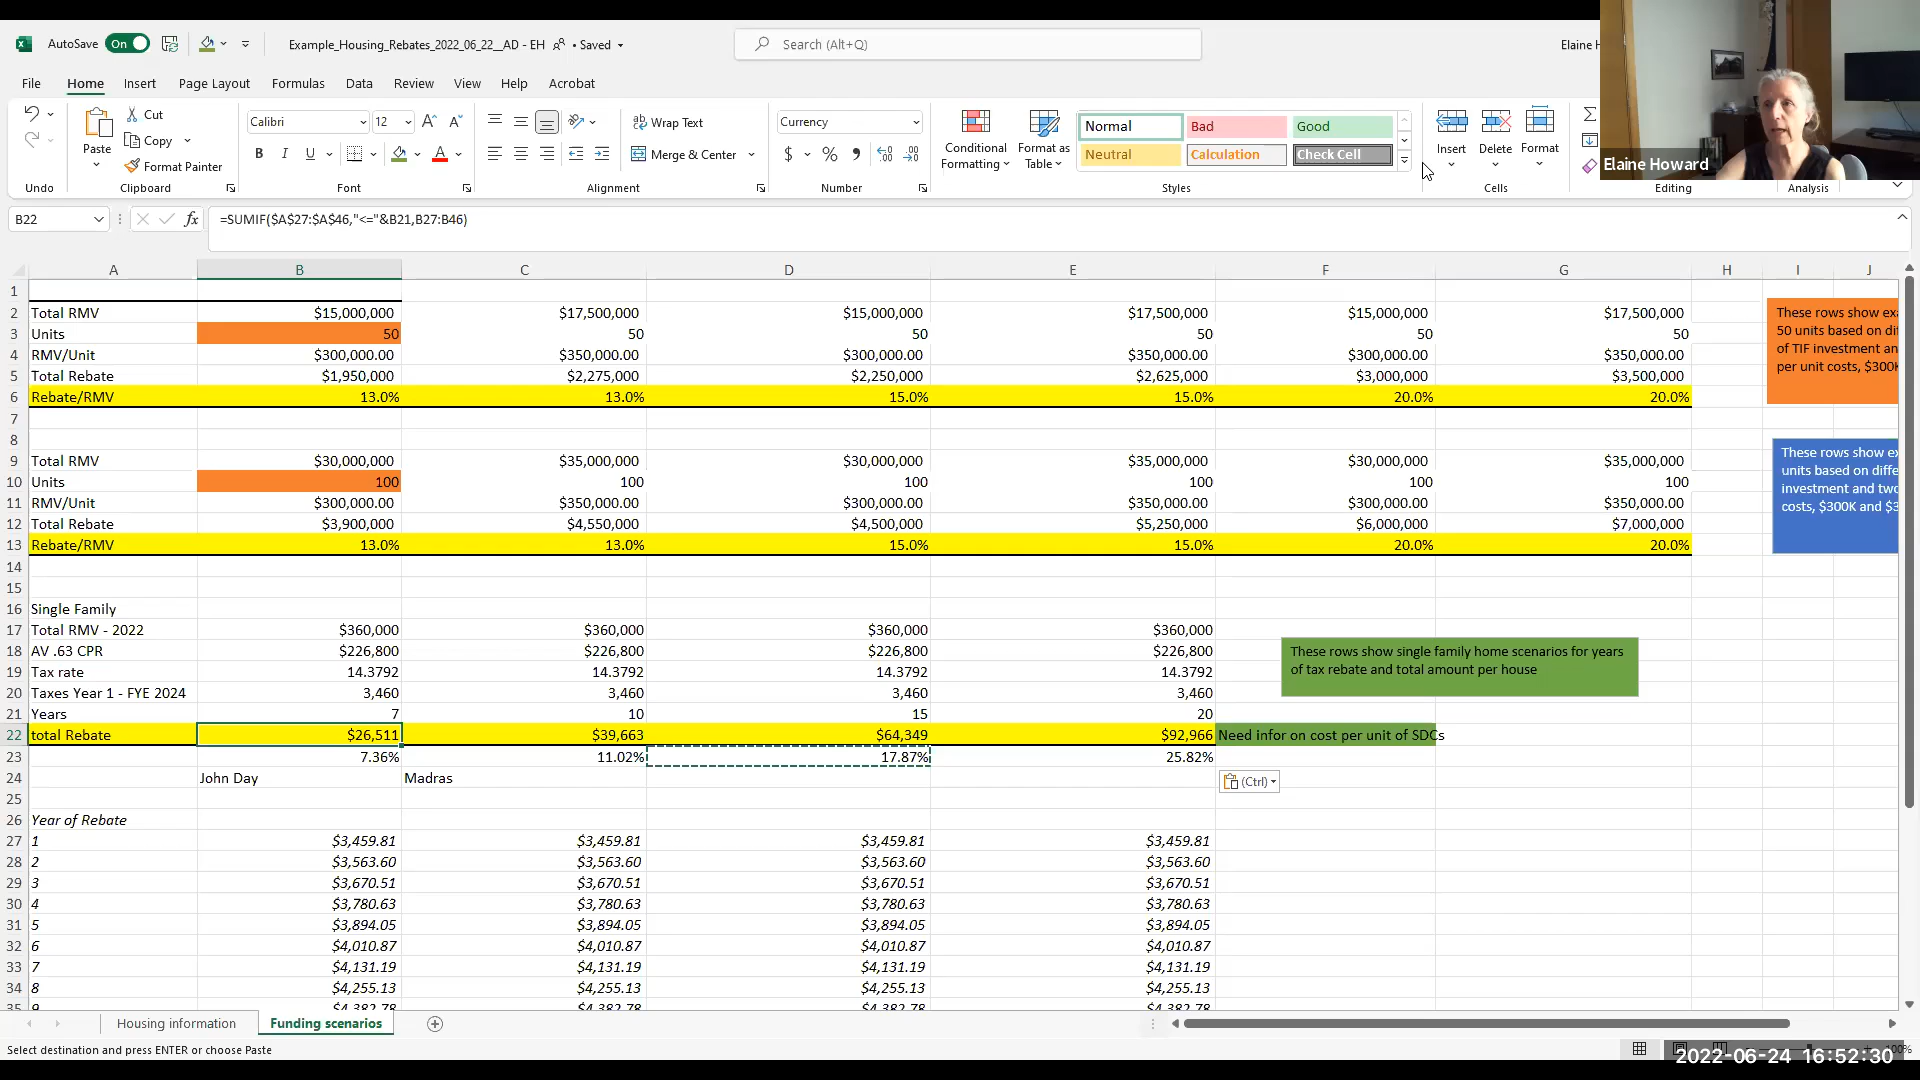 AutoSave On Example_Housing_Rebates_2022_06_22__AD - EH • Saved Search (Alt+Q) Elaine H
File Home Insert Page Layout Formulas Data Review View Help Acrobat
Cut
Copy
Format Painter
Paste
Calibri 12
B I U
Wrap Text
Merge & Center
Currency
$ % ,
Conditional Formatting
Format as Table
Normal Bad Good
Neutral Calculation Check Cell
Insert Delete Format
Elaine Howard
Undo Clipboard Font Alignment Number Styles Cells Editing Analysis
B22 fx =SUMIF($A$27:$A$46,"<="&B21,B27:B46)
A B C D E F G H I J
1
2 Total RMV $15,000,000 $17,500,000 $15,000,000 $17,500,000 $15,000,000 $17,500,000
3 Units 50 50 50 50 50 50
4 RMV/Unit $300,000.00 $350,000.00 $300,000.00 $350,000.00 $300,000.00 $350,000.00
5 Total Rebate $1,950,000 $2,275,000 $2,250,000 $2,625,000 $3,000,000 $3,500,000
6 Rebate/RMV 13.0% 13.0% 15.0% 15.0% 20.0% 20.0%
These rows show exa
50 units based on dif
of TIF investment an
per unit costs, $300K
7
8
9 Total RMV $30,000,000 $35,000,000 $30,000,000 $35,000,000 $30,000,000 $35,000,000
10 Units 100 100 100 100 100 100
11 RMV/Unit $300,000.00 $350,000.00 $300,000.00 $350,000.00 $300,000.00 $350,000.00
12 Total Rebate $3,900,000 $4,550,000 $4,500,000 $5,250,000 $6,000,000 $7,000,000
13 Rebate/RMV 13.0% 13.0% 15.0% 15.0% 20.0% 20.0%
These rows show ex
units based on diffe
investment and two
costs, $300K and $3
14
15
16 Single Family
17 Total RMV - 2022 $360,000 $360,000 $360,000 $360,000
18 AV .63 CPR $226,800 $226,800 $226,800 $226,800
19 Tax rate 14.3792 14.3792 14.3792 14.3792
20 Taxes Year 1 - FYE 2024 3,460 3,460 3,460 3,460
21 Years 7 10 15 20
These rows show single family home scenarios for years
of tax rebate and total amount per house
22 total Rebate $26,511 $39,663 $64,349 $92,966 Need infor on cost per unit of SDCs
23 7.36% 11.02% 17.87% 25.82%
24 John Day Madras (Ctrl)
25
26 Year of Rebate
27 1 $3,459.81 $3,459.81 $3,459.81 $3,459.81
28 2 $3,563.60 $3,563.60 $3,563.60 $3,563.60
29 3 $3,670.51 $3,670.51 $3,670.51 $3,670.51
30 4 $3,780.63 $3,780.63 $3,780.63 $3,780.63
31 5 $3,894.05 $3,894.05 $3,894.05 $3,894.05
32 6 $4,010.87 $4,010.87 $4,010.87 $4,010.87
33 7 $4,131.19 $4,131.19 $4,131.19 $4,131.19
34 8 $4,255.13 $4,255.13 $4,255.13 $4,255.13
35 9 $4,382.78 $4,382.78 $4,382.78 $4,382.78
Housing information Funding scenarios
Select destination and press ENTER or choose Paste
2022-06-24 16:52:30